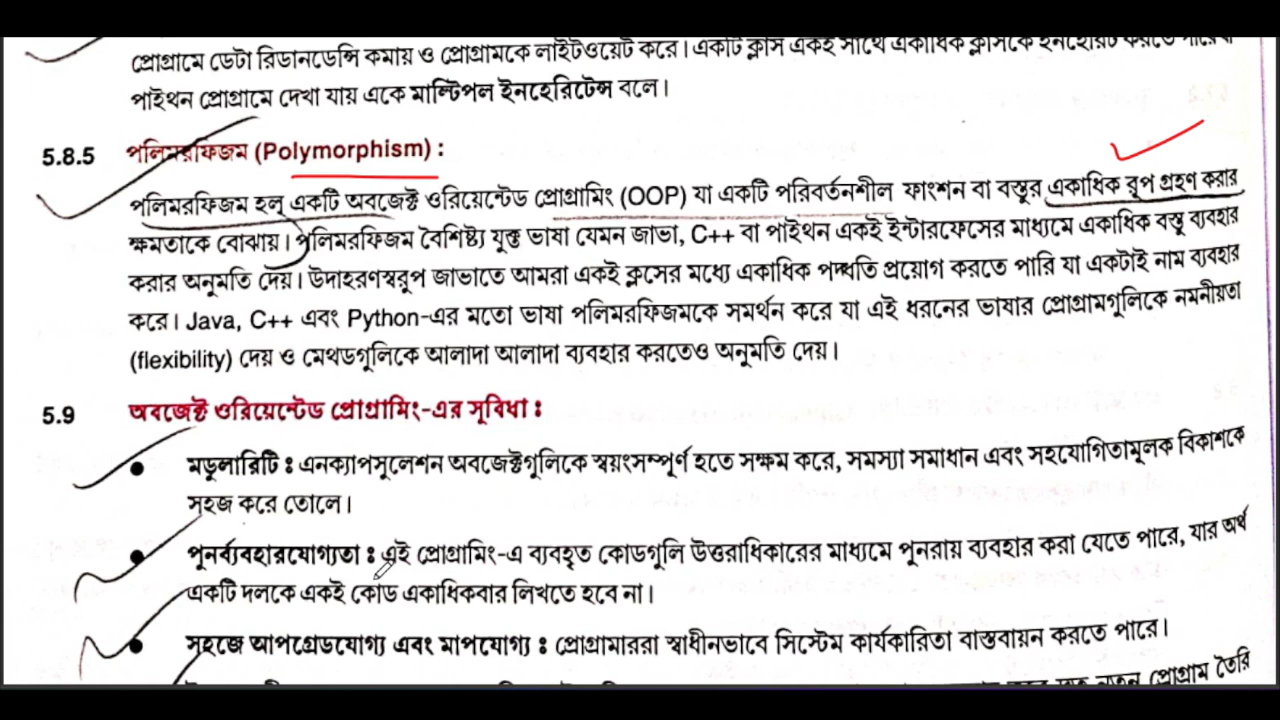 প্রোগ্রামে ডেটা রিডানডেন্সি কমায় ও প্রোগ্রামকে লাইটওয়েট করে। একটি ক্লাস একই সাথে একাধিক ক্লাসকে ইনহেরিট করতে পারে
পাইথন প্রোগ্রামে দেখা যায় একে মাল্টিপল ইনহেরিটেন্স বলে।
5.8.5 পলিমরফিজম (Polymorphism) :
পলিমরফিজম হল একটি অবজেক্ট ওরিয়েন্টেড প্রোগ্রামিং (OOP) যা একটি পরিবর্তনশীল ফাংশন বা বস্তুর একাধিক রূপ গ্রহণ করার
ক্ষমতাকে বোঝায়। পলিমরফিজম বৈশিষ্ট্য যুক্ত ভাষা যেমন জাভা, C++ বা পাইথন একই ইন্টারফেসের মাধ্যমে একাধিক বস্তু ব্যবহার
করার অনুমতি দেয়। উদাহরণস্বরূপ জাভাতে আমরা একই ক্লসের মধ্যে একাধিক পদ্ধতি প্রয়োগ করতে পারি যা একটাই নাম ব্যবহার
করে। Java, C++ এবং Python-এর মতো ভাষা পলিমরফিজমকে সমর্থন করে যা এই ধরনের ভাষার প্রোগ্রামগুলিকে নমনীয়তা
(flexibility) দেয় ও মেথডগুলিকে আলাদা আলাদা ব্যবহার করতেও অনুমতি দেয়।
5.9 অবজেক্ট ওরিয়েন্টেড প্রোগ্রামিং-এর সুবিধা :
● মডুলারিটি : এনক্যাপসুলেশন অবজেক্টগুলিকে স্বয়ংসম্পূর্ণ হতে সক্ষম করে, সমস্যা সমাধান এবং সহযোগিতামূলক বিকাশকে
সহজ করে তোলে।
● পুনর্ব্যবহারযোগ্যতা : এই প্রোগ্রামিং-এ ব্যবহৃত কোডগুলি উত্তরাধিকারের মাধ্যমে পুনরায় ব্যবহার করা যেতে পারে, যার অর্থ
একটি দলকে একই কোড একাধিকবার লিখতে হবে না।
● সহজে আপগ্রেডযোগ্য এবং মাপযোগ্য : প্রোগ্রামাররা স্বাধীনভাবে সিস্টেম কার্যকারিতা বাস্তবায়ন করতে পারে।
নতুন প্রোগ্রাম তৈরি